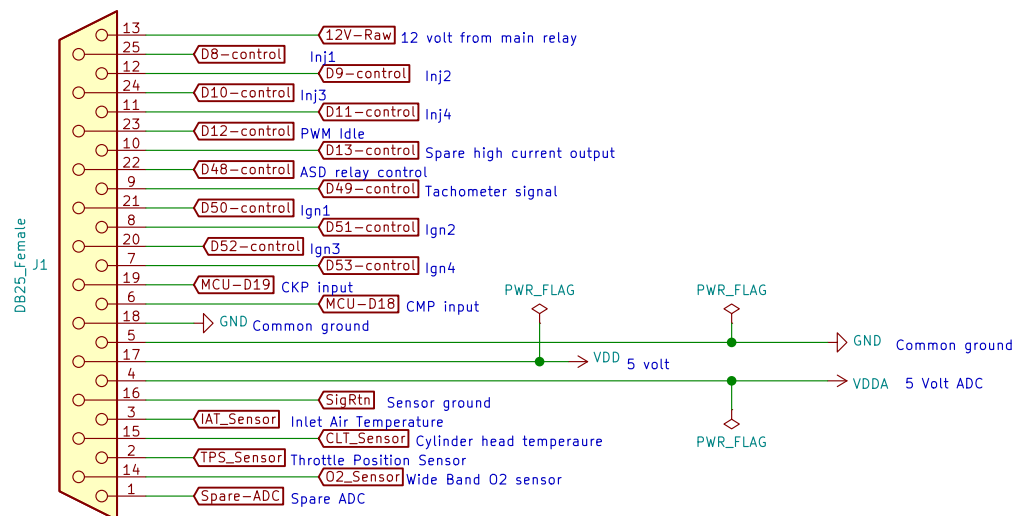 13 12V-Raw 12 volt from main relay
25 D8-control Inj1
12 D9-control Inj2
24 D10-control Inj3
11 D11-control Inj4
23 D12-control PWM Idle
10 D13-control Spare high current output
22 D48-control ASD relay control
9 D49-control Tachometer signal
21 D50-control Ign1
8 D51-control Ign2
20 D52-control Ign3
7 D53-control Ign4
DB25_Female
J1
19 MCU-D19 CKP input
6 MCU-D18 CMP input
PWR_FLAG
PWR_FLAG
18 GND Common ground
5 GND Common ground
17 VDD 5 volt
4 VDDA 5 Volt ADC
16 SigRtn Sensor ground
3 IAT_Sensor Inlet Air Temperature
15 CLT_Sensor Cylinder head temperaure
PWR_FLAG
2 TPS_Sensor Throttle Position Sensor
14 O2_Sensor Wide Band O2 sensor
1 Spare-ADC Spare ADC